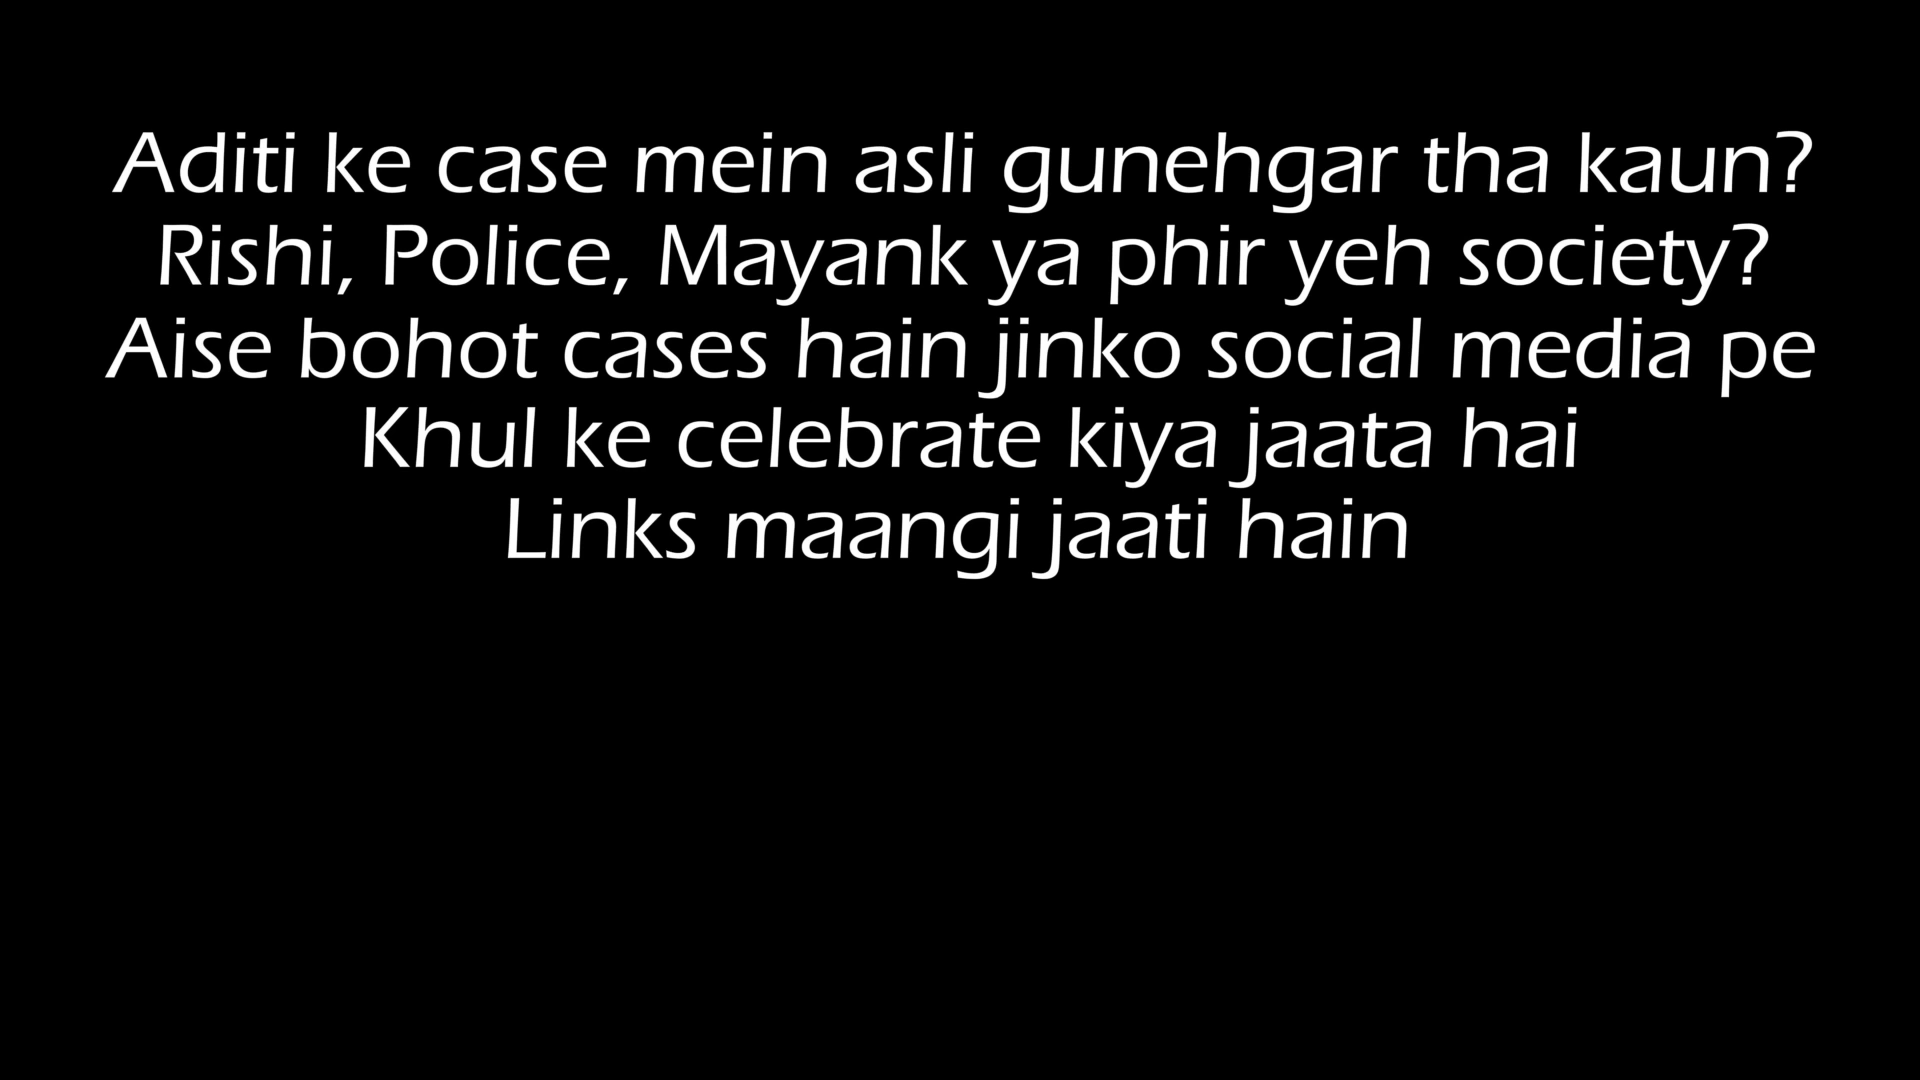 Aditi ke case mein asli gunehgar tha kaun?
Rishi, Police, Mayank ya phir yeh society?
Aise bohot cases hain jinko social media pe
Khul ke celebrate kiya jaata hai
Links maangi jaati hain